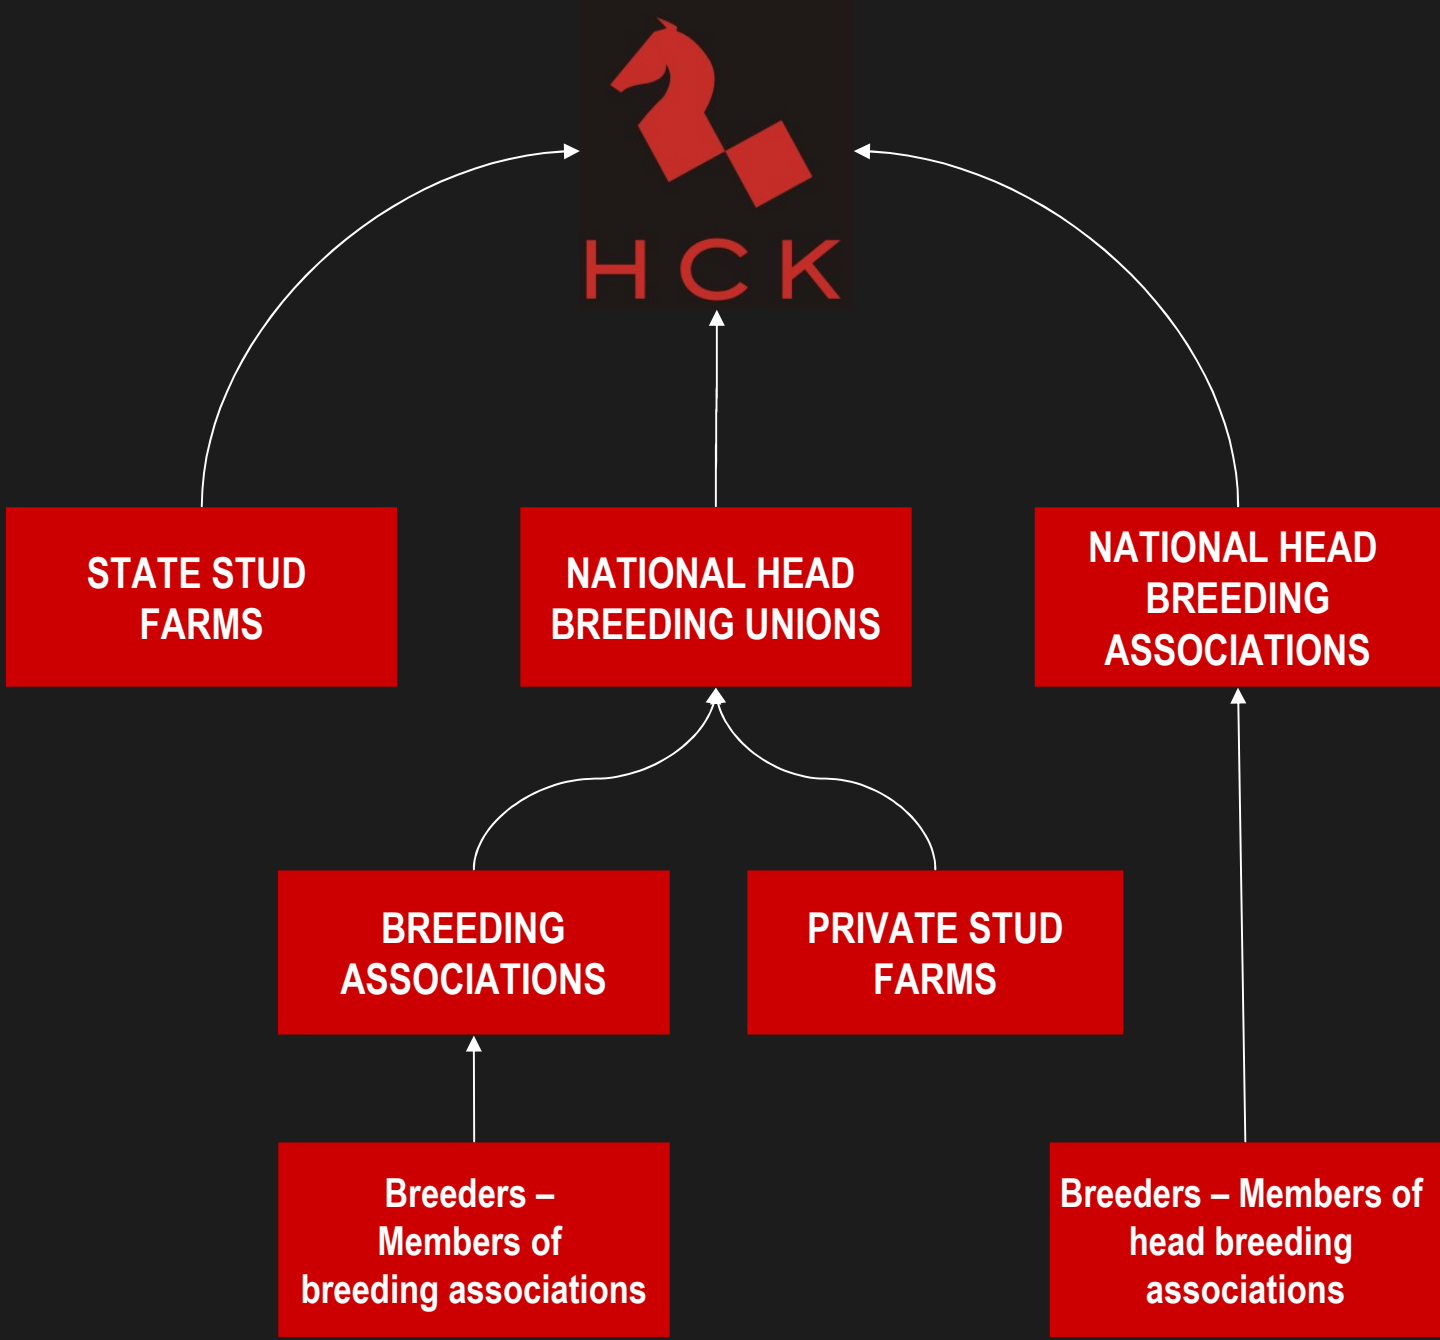 HCK
STATE STUD
FARMS
NATIONAL HEAD
BREEDING UNIONS
NATIONAL HEAD
BREEDING
ASSOCIATIONS
BREEDING
ASSOCIATIONS
PRIVATE STUD
FARMS
Breeders –
Members of
breeding associations
Breeders – Members of
head breeding
associations